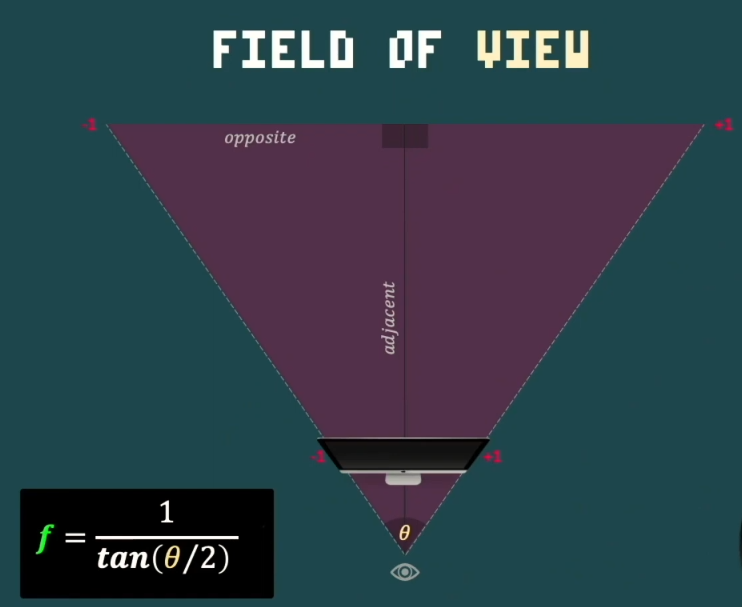 FIELD OF VIEW
-1
+1
opposite
adjacent
-1
+1
θ
f = 1 / tan(θ/2)